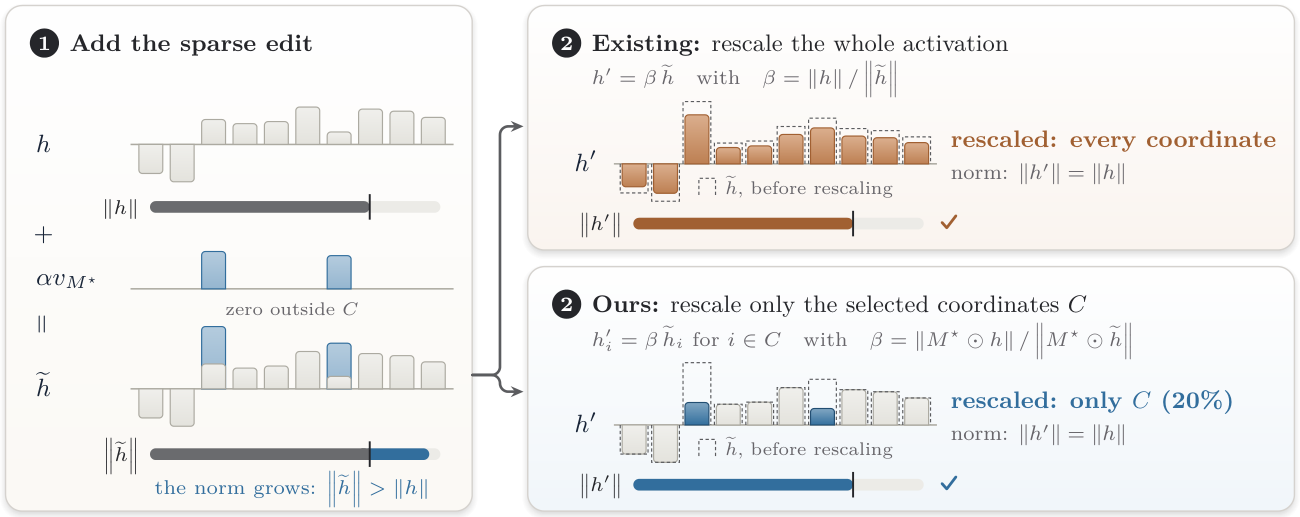 1 Add the sparse edit
h
‖h‖
+
αv_{M⋆}
zero outside C
=
h̃
‖h̃‖
the norm grows: ‖h̃‖ > ‖h‖
2 Existing: rescale the whole activation
h′ = β h̃ with β = ‖h‖ / ‖h̃‖
rescaled: every coordinate
h′
norm: ‖h′‖ = ‖h‖
h̃, before rescaling
‖h′‖ ✓
2 Ours: rescale only the selected coordinates C
h′_i = β h̃_i for i ∈ C with β = ‖M⋆ ⊙ h‖ / ‖M⋆ ⊙ h̃‖
rescaled: only C (20%)
h′
norm: ‖h′‖ = ‖h‖
h̃, before rescaling
‖h′‖ ✓